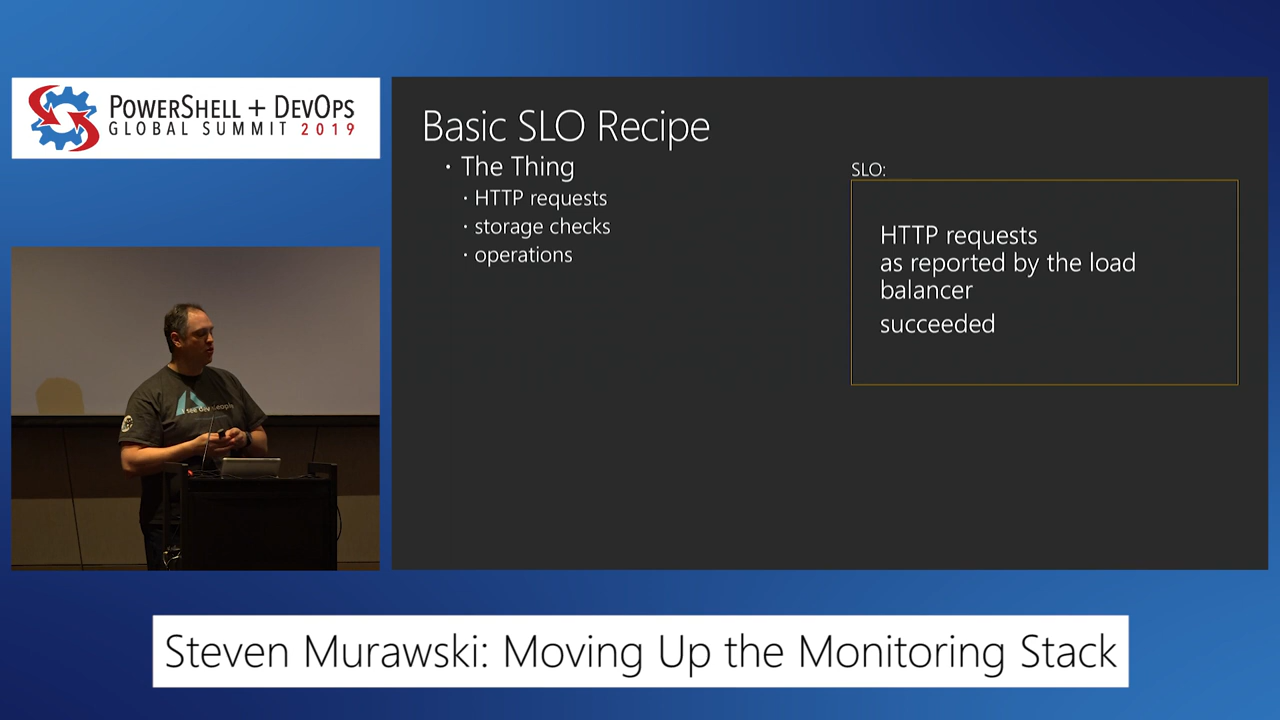 POWERSHELL + DEVOPS
GLOBAL SUMMIT 2019
Basic SLO Recipe
• The Thing
• HTTP requests
• storage checks
• operations
SLO:
HTTP requests
as reported by the load
balancer
succeeded
Steven Murawski: Moving Up the Monitoring Stack